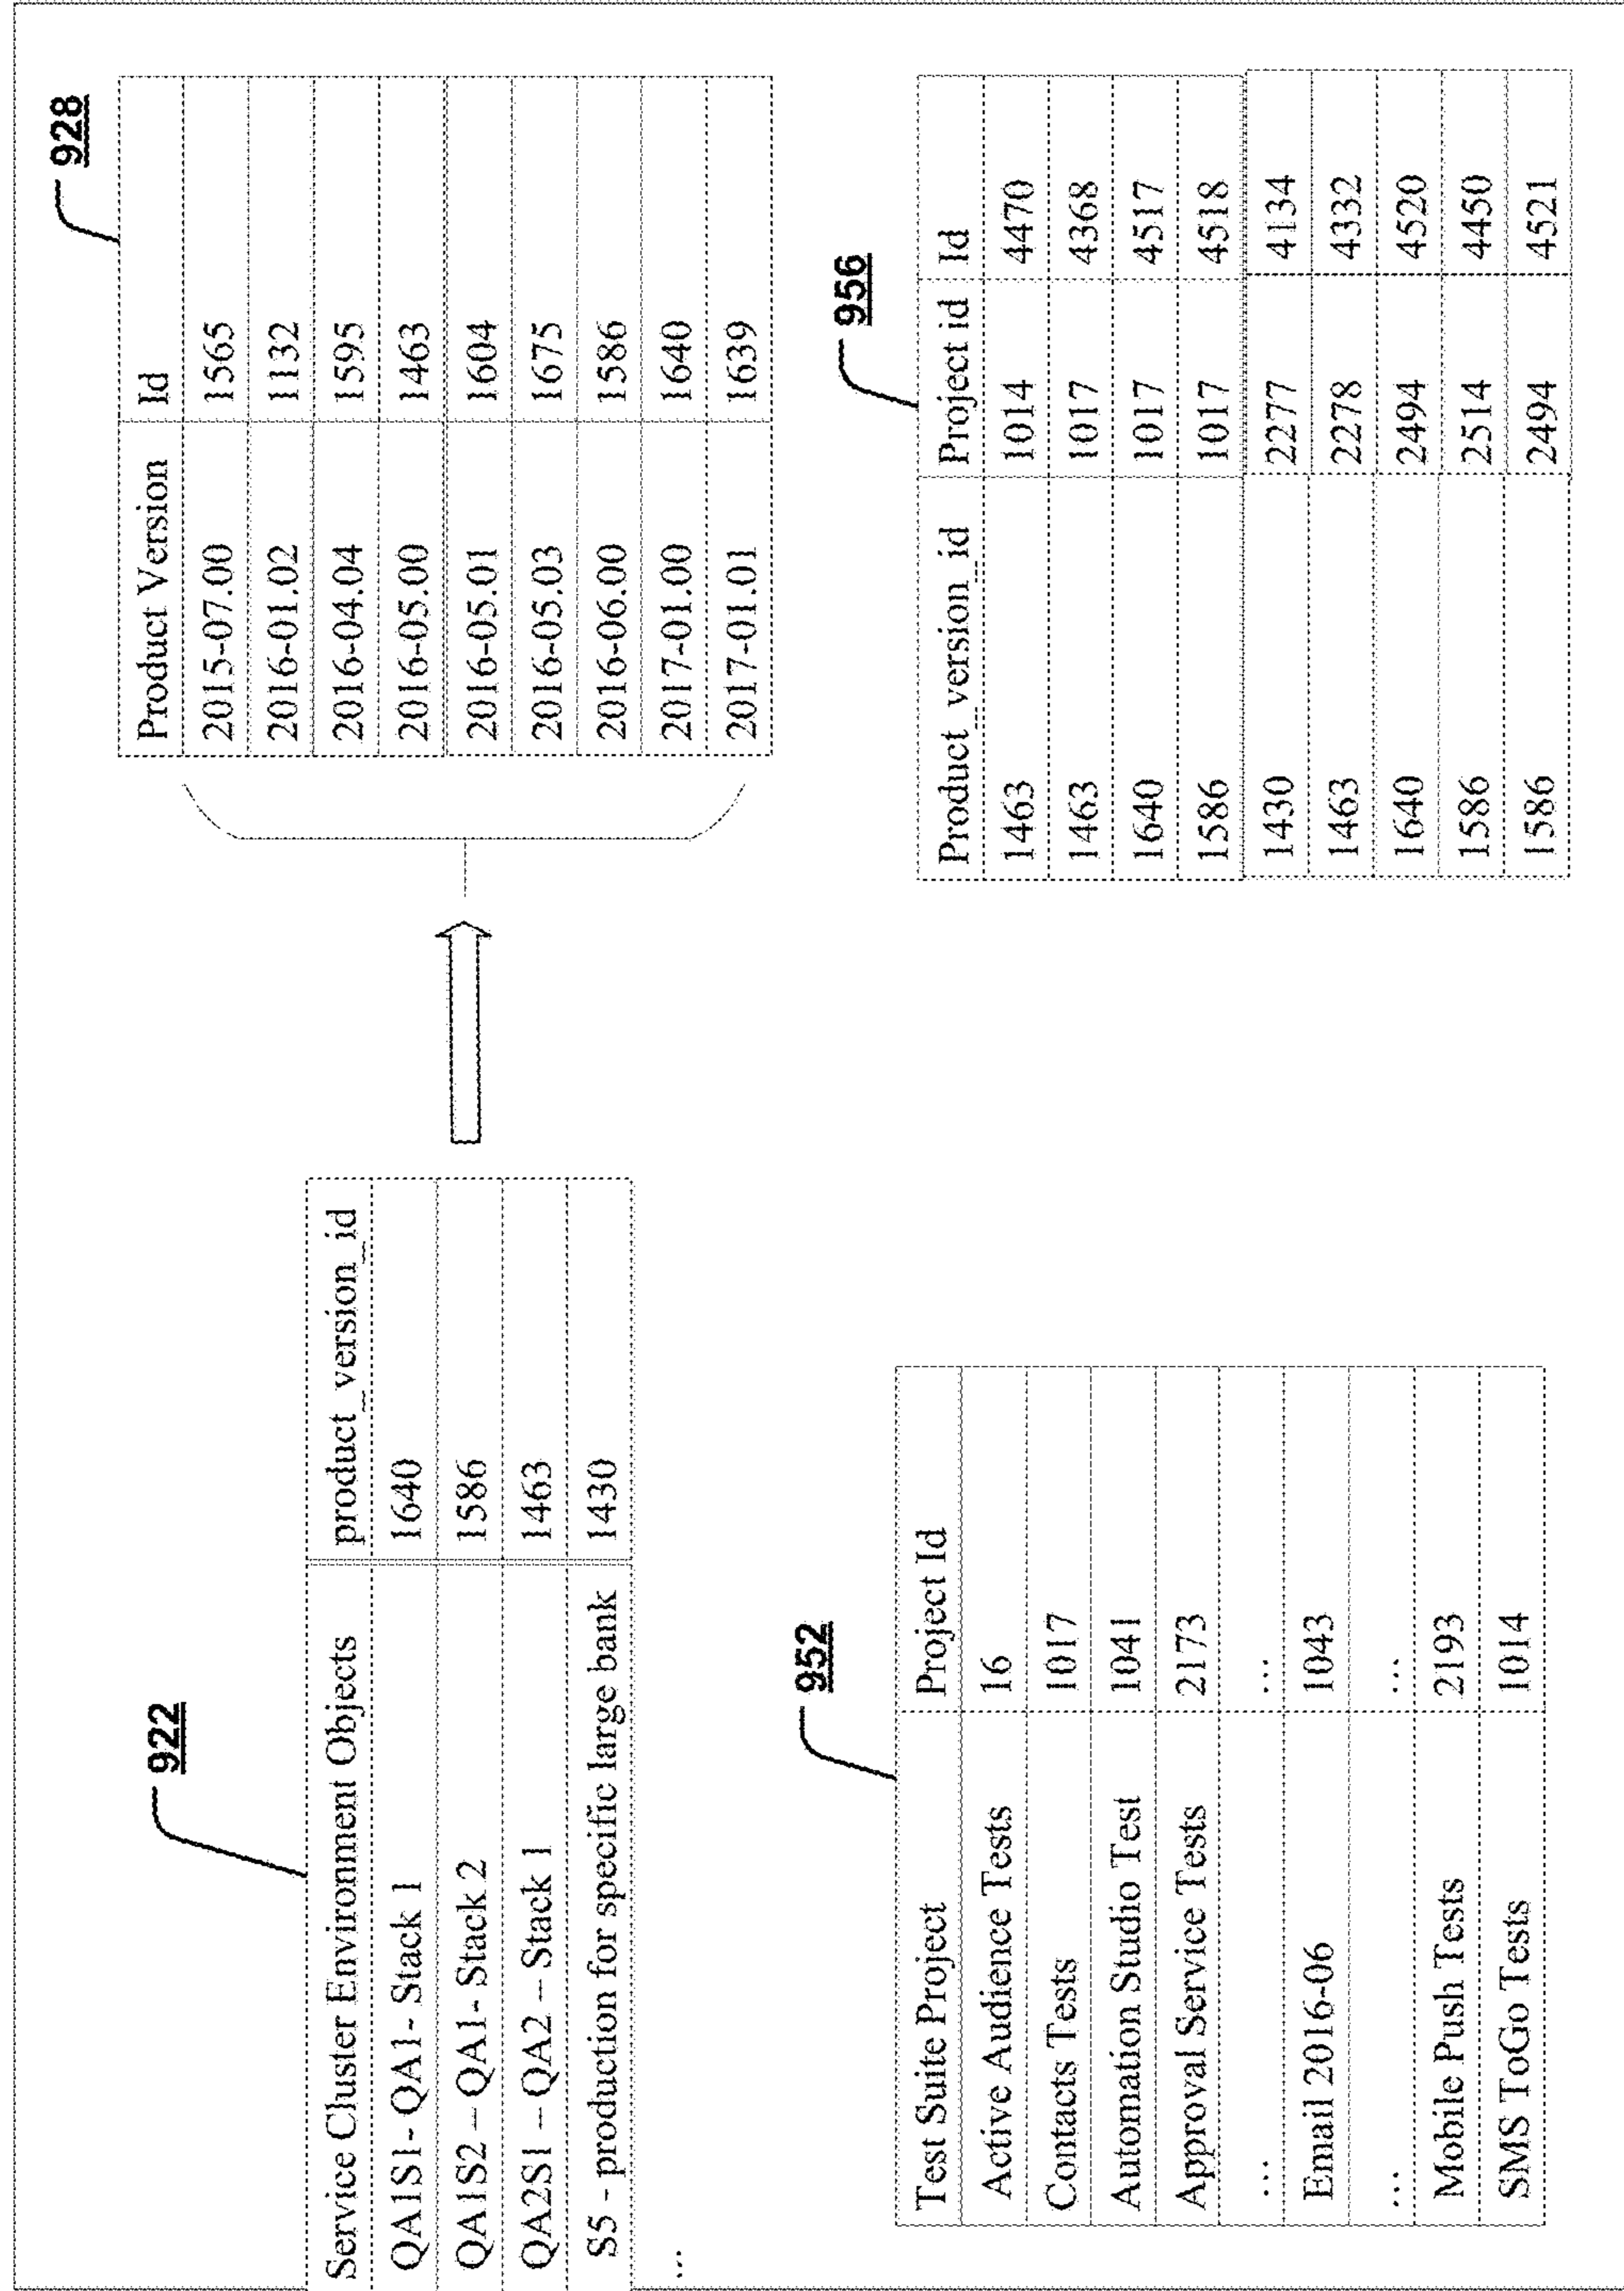 922
Service Cluster Environment Objects product_version_id
QA1S1- QA1- Stack 1 1640
QA1S2 – QA1- Stack 2 1586
QA2S1 – QA2 – Stack 1 1463
S5 - production for specific large bank 1430
...
928
Product Version Id
2015-07.00 1565
2016-01.02 1132
2016-04.04 1595
2016-05.00 1463
2016-05.01 1604
2016-05.03 1675
2016-06.00 1586
2017-01.00 1640
2017-01.01 1639
952
Test Suite Project Project Id
Active Audience Tests 16
Contacts Tests 1017
Automation Studio Test 1041
Approval Service Tests 2173
... ...
Email 2016-06 1043
... ...
Mobile Push Tests 2193
SMS ToGo Tests 1014
956
Product_version_id Project id Id
1463 1014 4470
1463 1017 4368
1640 1017 4517
1586 1017 4518
1430 2277 4134
1463 2278 4332
1640 2494 4520
1586 2514 4450
1586 2494 4521